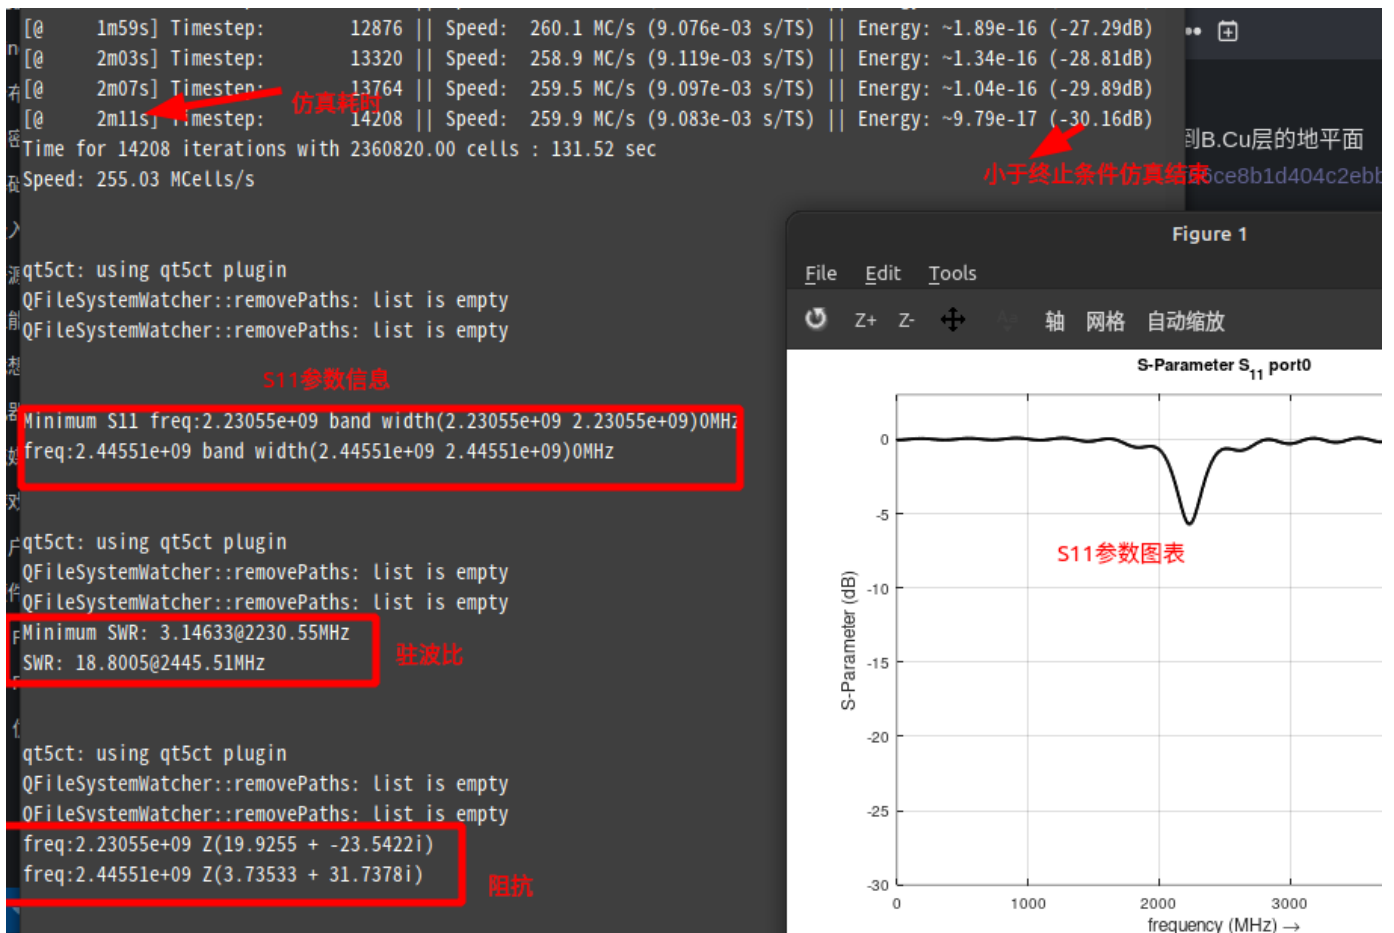 [@ 1m59s] Timestep: 12876 || Speed: 260.1 MC/s (9.076e-03 s/TS) || Energy: ~1.89e-16 (-27.29dB)
[@ 2m03s] Timestep: 13320 || Speed: 258.9 MC/s (9.119e-03 s/TS) || Energy: ~1.34e-16 (-28.81dB)
[@ 2m07s] Timestep: 13764 || Speed: 259.5 MC/s (9.097e-03 s/TS) || Energy: ~1.04e-16 (-29.89dB)
仿真耗时
[@ 2m11s] Timestep: 14208 || Speed: 259.9 MC/s (9.083e-03 s/TS) || Energy: ~9.79e-17 (-30.16dB)
Time for 14208 iterations with 2360820.00 cells : 131.52 sec
到B.Cu层的地平面
Speed: 255.03 MCells/s
小于终止条件仿真结束
6ce8b1d404c2ebb
qt5ct: using qt5ct plugin
QFileSystemWatcher::removePaths: list is empty
QFileSystemWatcher::removePaths: list is empty
S11参数信息
Minimum S11 freq:2.23055e+09 band width(2.23055e+09 2.23055e+09)0MHz
freq:2.44551e+09 band width(2.44551e+09 2.44551e+09)0MHz
qt5ct: using qt5ct plugin
QFileSystemWatcher::removePaths: list is empty
QFileSystemWatcher::removePaths: list is empty
Minimum SWR: 3.14633@2230.55MHz
SWR: 18.8005@2445.51MHz
驻波比
qt5ct: using qt5ct plugin
QFileSystemWatcher::removePaths: list is empty
QFileSystemWatcher::removePaths: list is empty
freq:2.23055e+09 Z(19.9255 + -23.5422i)
freq:2.44551e+09 Z(3.73533 + 31.7378i)
阻抗
Figure 1
File Edit Tools
Z+ Z- 轴 网格 自动缩放
S-Parameter S11 port0
0
-5
-10
-15
-20
-25
-30
S-Parameter (dB)
S11参数图表
0 1000 2000 3000
frequency (MHz) →